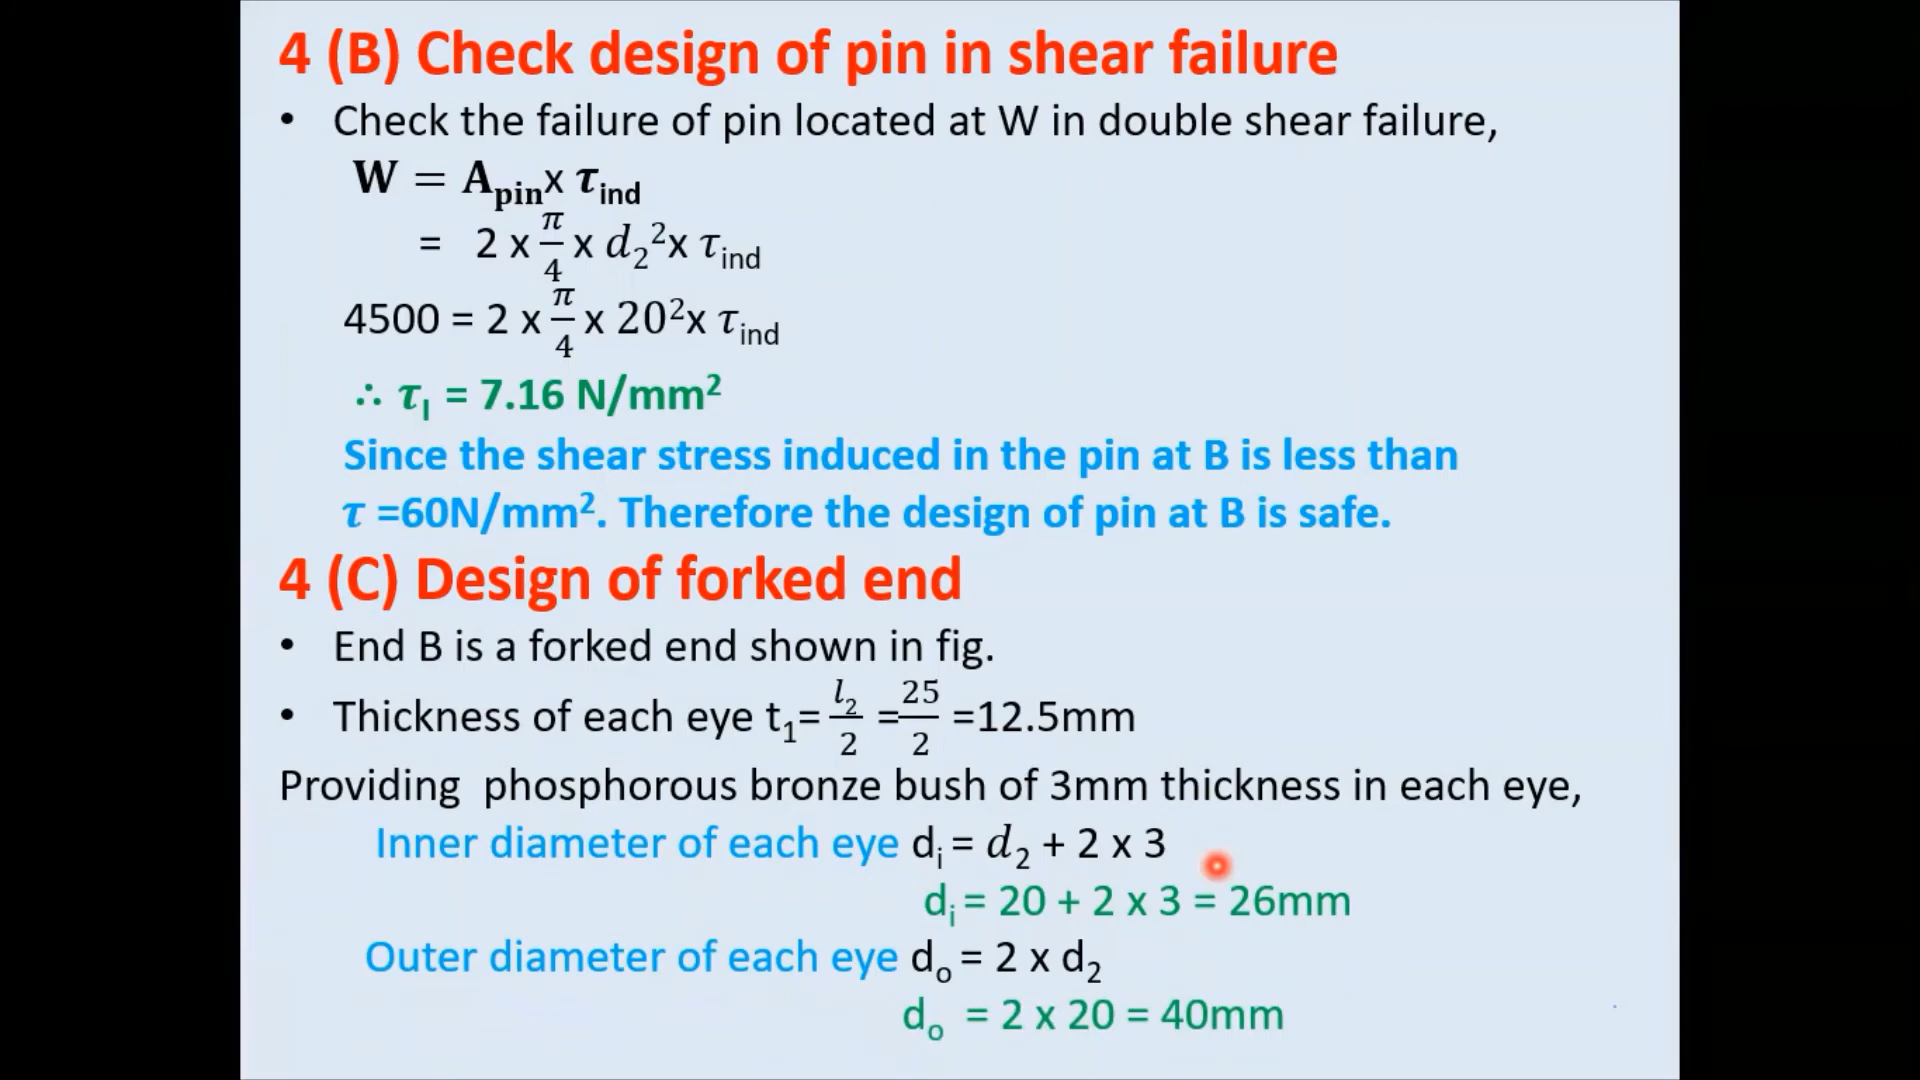 4 (B) Check design of pin in shear failure
• Check the failure of pin located at W in double shear failure,
W = A_pin x τ_ind
= 2 x π/4 x d₂² x τ_ind
4500 = 2 x π/4 x 20² x τ_ind
∴ τ_I = 7.16 N/mm²
Since the shear stress induced in the pin at B is less than
τ =60N/mm². Therefore the design of pin at B is safe.
4 (C) Design of forked end
• End B is a forked end shown in fig.
• Thickness of each eye t₁= l₂/2 = 25/2 =12.5mm
Providing phosphorous bronze bush of 3mm thickness in each eye,
Inner diameter of each eye dᵢ = d₂ + 2 x 3
dᵢ = 20 + 2 x 3 = 26mm
Outer diameter of each eye dₒ = 2 x d₂
dₒ = 2 x 20 = 40mm